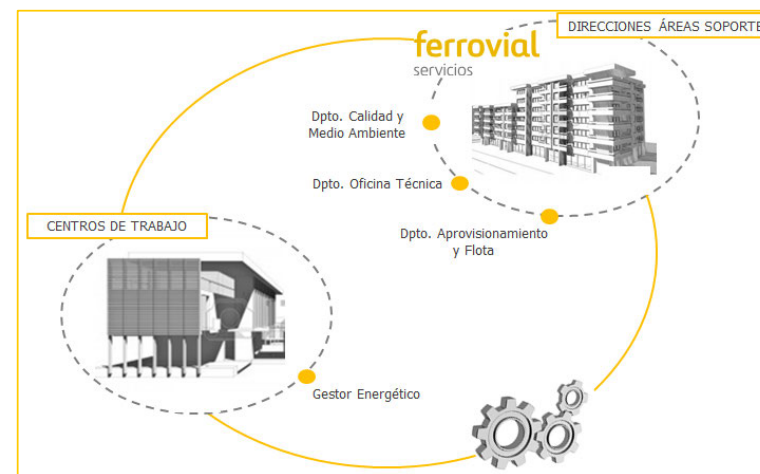 DIRECCIONES ÁREAS SOPORTE
ferrovial
servicios
Dpto. Calidad y
Medio Ambiente
Dpto. Oficina Técnica
Dpto. Aprovisionamiento
y Flota
CENTROS DE TRABAJO
Gestor Energético